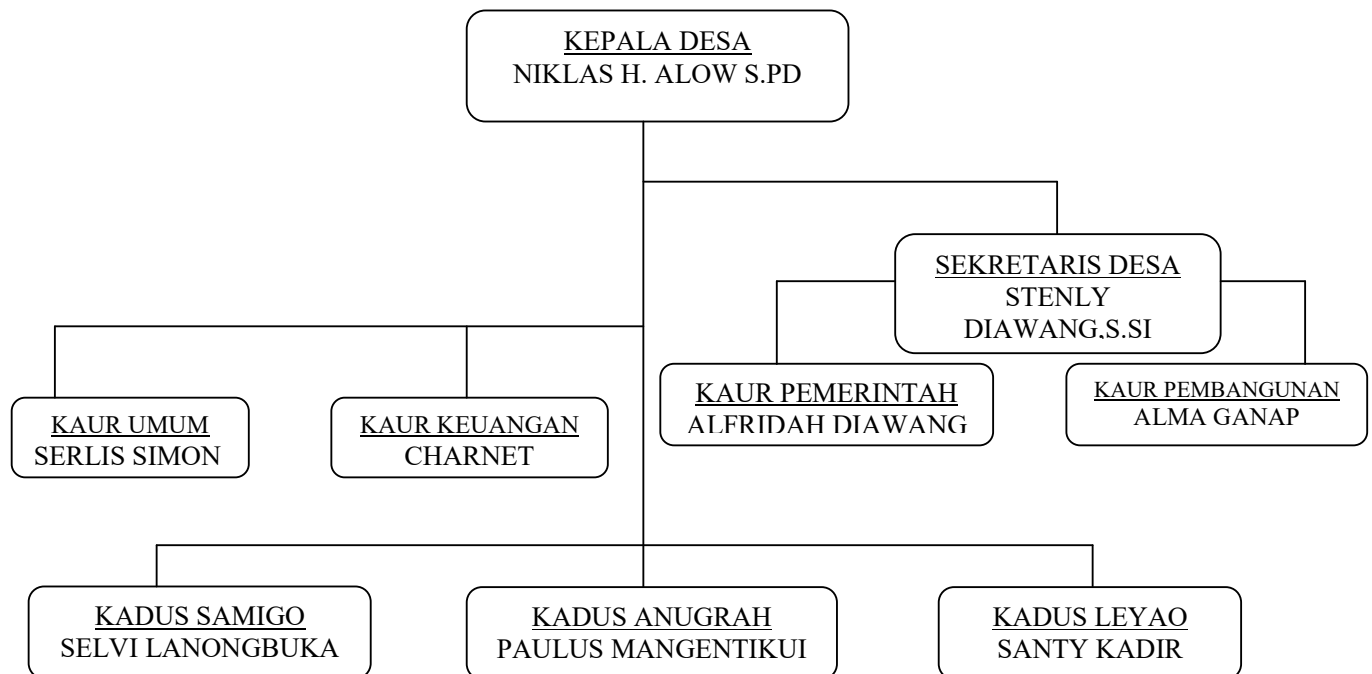 KEPALA DESA
NIKLAS H. ALOW S.PD
SEKRETARIS DESA
STENLY
DIAWANG,S.SI
KAUR PEMERINTAH
ALFRIDAH DIAWANG
KAUR PEMBANGUNAN
ALMA GANAP
KAUR UMUM
SERLIS SIMON
KAUR KEUANGAN
CHARNET
KADUS SAMIGO
SELVI LANONGBUKA
KADUS ANUGRAH
PAULUS MANGENTIKUI
KADUS LEYAO
SANTY KADIR